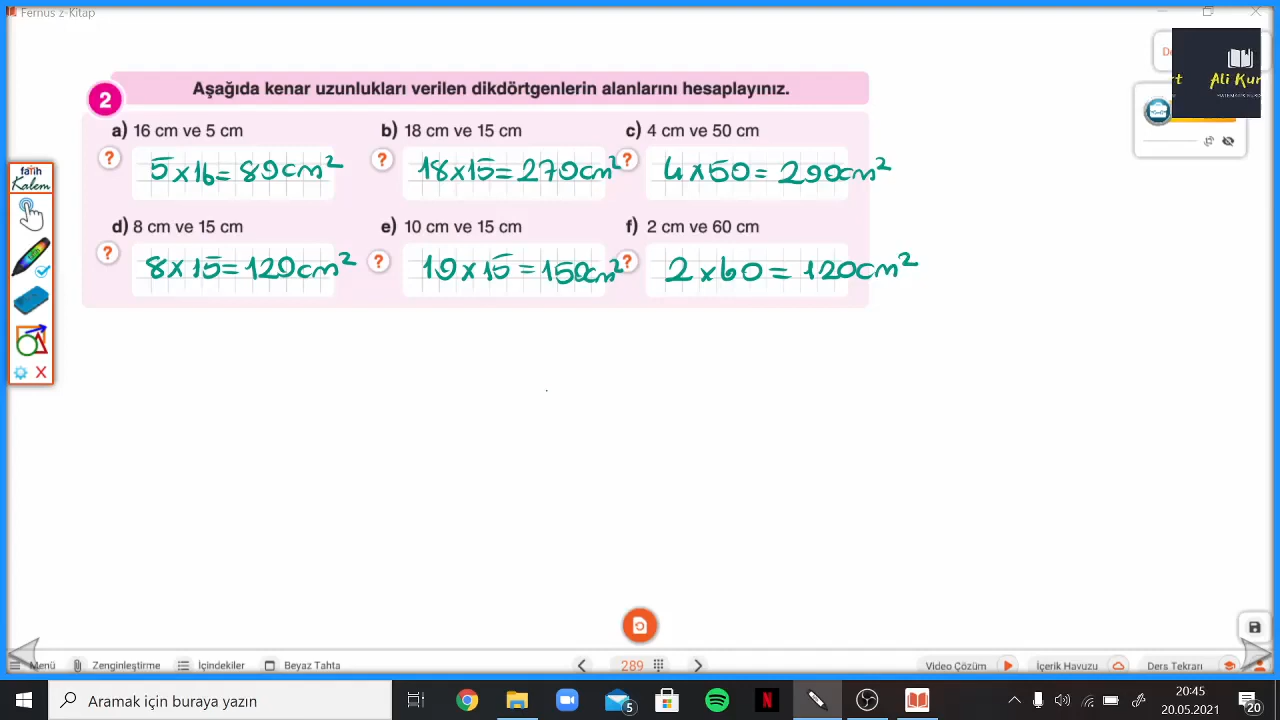 Fernus z-Kitap
2 Aşağıda kenar uzunlukları verilen dikdörtgenlerin alanlarını hesaplayınız.
a) 16 cm ve 5 cm b) 18 cm ve 15 cm c) 4 cm ve 50 cm
? 5x16=80cm² ? 18x15=270cm² ? 4x50=200cm²
d) 8 cm ve 15 cm e) 10 cm ve 15 cm f) 2 cm ve 60 cm
? 8x15=120cm² ? 10x15=150cm² ? 2x60=120cm²
fatih
Kalem
Ali Kur
Menü Zenginleştirme İçindekiler Beyaz Tahta 289 Video Çözüm İçerik Havuzu Ders Tekrarı
Aramak için buraya yazın 5 N 20:45
21.05.2021 20